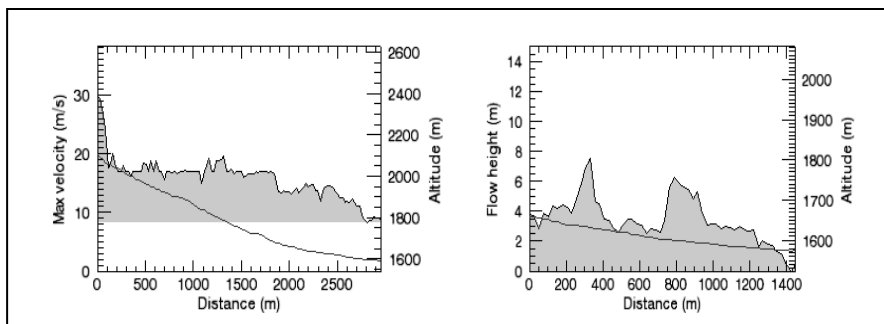 30
20
10
0
Max velocity (m/s)
2600
2400
2200
2000
1800
1600
Altitude (m)
0 500 1000 1500 2000 2500
Distance (m)
14
12
10
8
6
4
2
0
Flow height (m)
2000
1900
1800
1700
1600
Altitude (m)
0 200 400 600 800 1000 1200 1400
Distance (m)